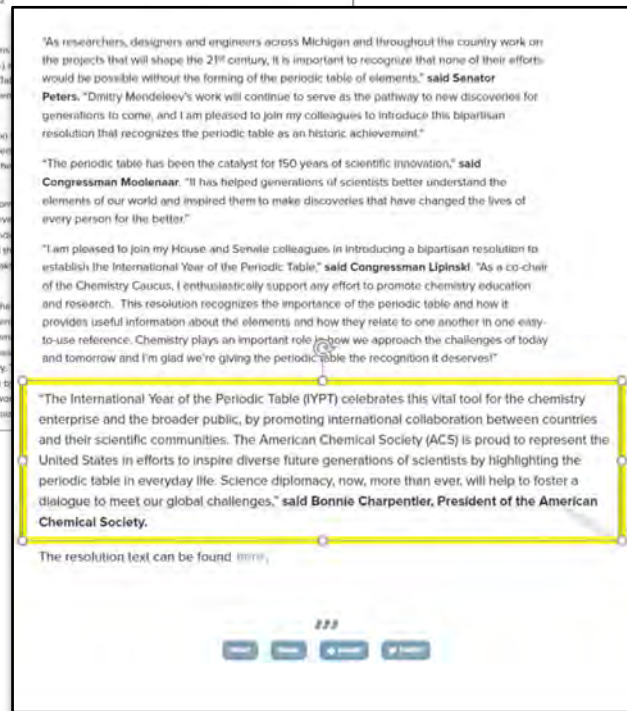 "As researchers, designers and engineers across Michigan and throughout the country work on
the projects that will shape the 21st century, it is important to recognize that none of their efforts
would be possible without the forming of the periodic table of elements," said Senator
Peters. "Dmitry Mendeleev's work will continue to serve as the pathway to new discoveries for
generations to come, and I am pleased to join my colleagues to introduce this bipartisan
resolution that recognizes the periodic table as an historic achievement."
"The periodic table has been the catalyst for 150 years of scientific innovation," said
Congressman Moolenaar. "It has helped generations of scientists better understand the
elements of our world and inspired them to make discoveries that have changed the lives of
every person for the better."
"I am pleased to join my House and Senate colleagues in introducing a bipartisan resolution to
establish the International Year of the Periodic Table," said Congressman Lipinski. "As a co-chair
of the Chemistry Caucus, I enthusiastically support any effort to promote chemistry education
and research. This resolution recognizes the importance of the periodic table and how it
provides useful information about the elements and how they relate to one another in one easy-
to-use reference. Chemistry plays an important role in how we approach the challenges of today
and tomorrow and I'm glad we're giving the periodic table the recognition it deserves!"
"The International Year of the Periodic Table (IYPT) celebrates this vital tool for the chemistry
enterprise and the broader public, by promoting international collaboration between countries
and their scientific communities. The American Chemical Society (ACS) is proud to represent the
United States in efforts to inspire diverse future generations of scientists by highlighting the
periodic table in everyday life. Science diplomacy, now, more than ever, will help to foster a
dialogue to meet our global challenges," said Bonnie Charpentier, President of the American
Chemical Society.
The resolution text can be found here.
###